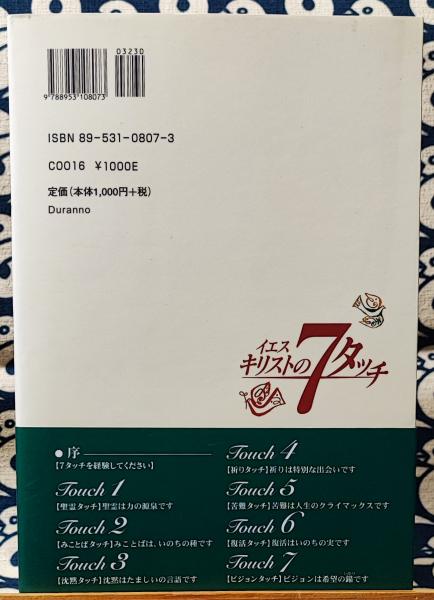 03230
9 788953 108073
ISBN 89-531-0807-3
C0016 ¥1000E
定価(本体1,000円+税)
Duranno
イエス
キリストの7タッチ
● 序
【7タッチを経験してください】
Touch 1
【聖霊タッチ】聖霊は力の源泉です
Touch 2
【みことばタッチ】みことばは、いのちの種です
Touch 3
【沈黙タッチ】沈黙はたましいの言語です
Touch 4
【祈りタッチ】祈りは特別な出会いです
Touch 5
【苦難タッチ】苦難は人生のクライマックスです
Touch 6
【復活タッチ】復活はいのちの実です
Touch 7
【ビジョンタッチ】ビジョンは希望の錨です